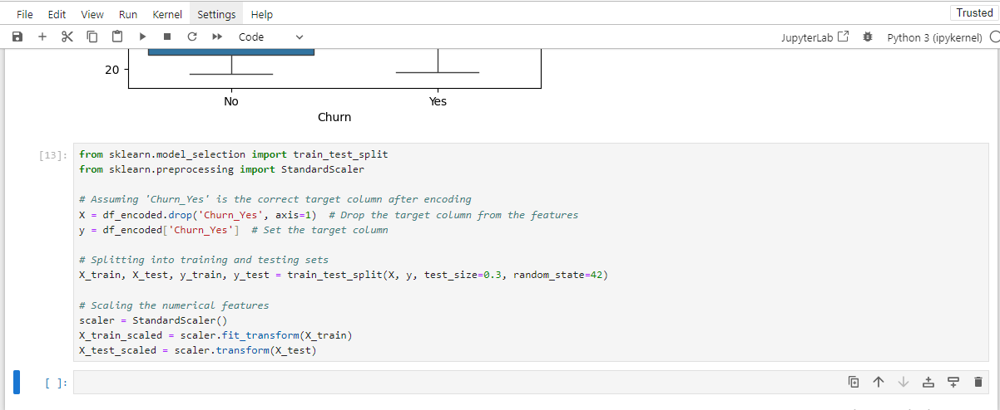 File Edit View Run Kernel Settings Help
Trusted
Code
JupyterLab
Python 3 (ipykernel)
20
No Yes
Churn
[13]:
from sklearn.model_selection import train_test_split
from sklearn.preprocessing import StandardScaler
# Assuming 'Churn_Yes' is the correct target column after encoding
X = df_encoded.drop('Churn_Yes', axis=1)  # Drop the target column from the features
y = df_encoded['Churn_Yes']  # Set the target column
# Splitting into training and testing sets
X_train, X_test, y_train, y_test = train_test_split(X, y, test_size=0.3, random_state=42)
# Scaling the numerical features
scaler = StandardScaler()
X_train_scaled = scaler.fit_transform(X_train)
X_test_scaled = scaler.transform(X_test)
[ ]: